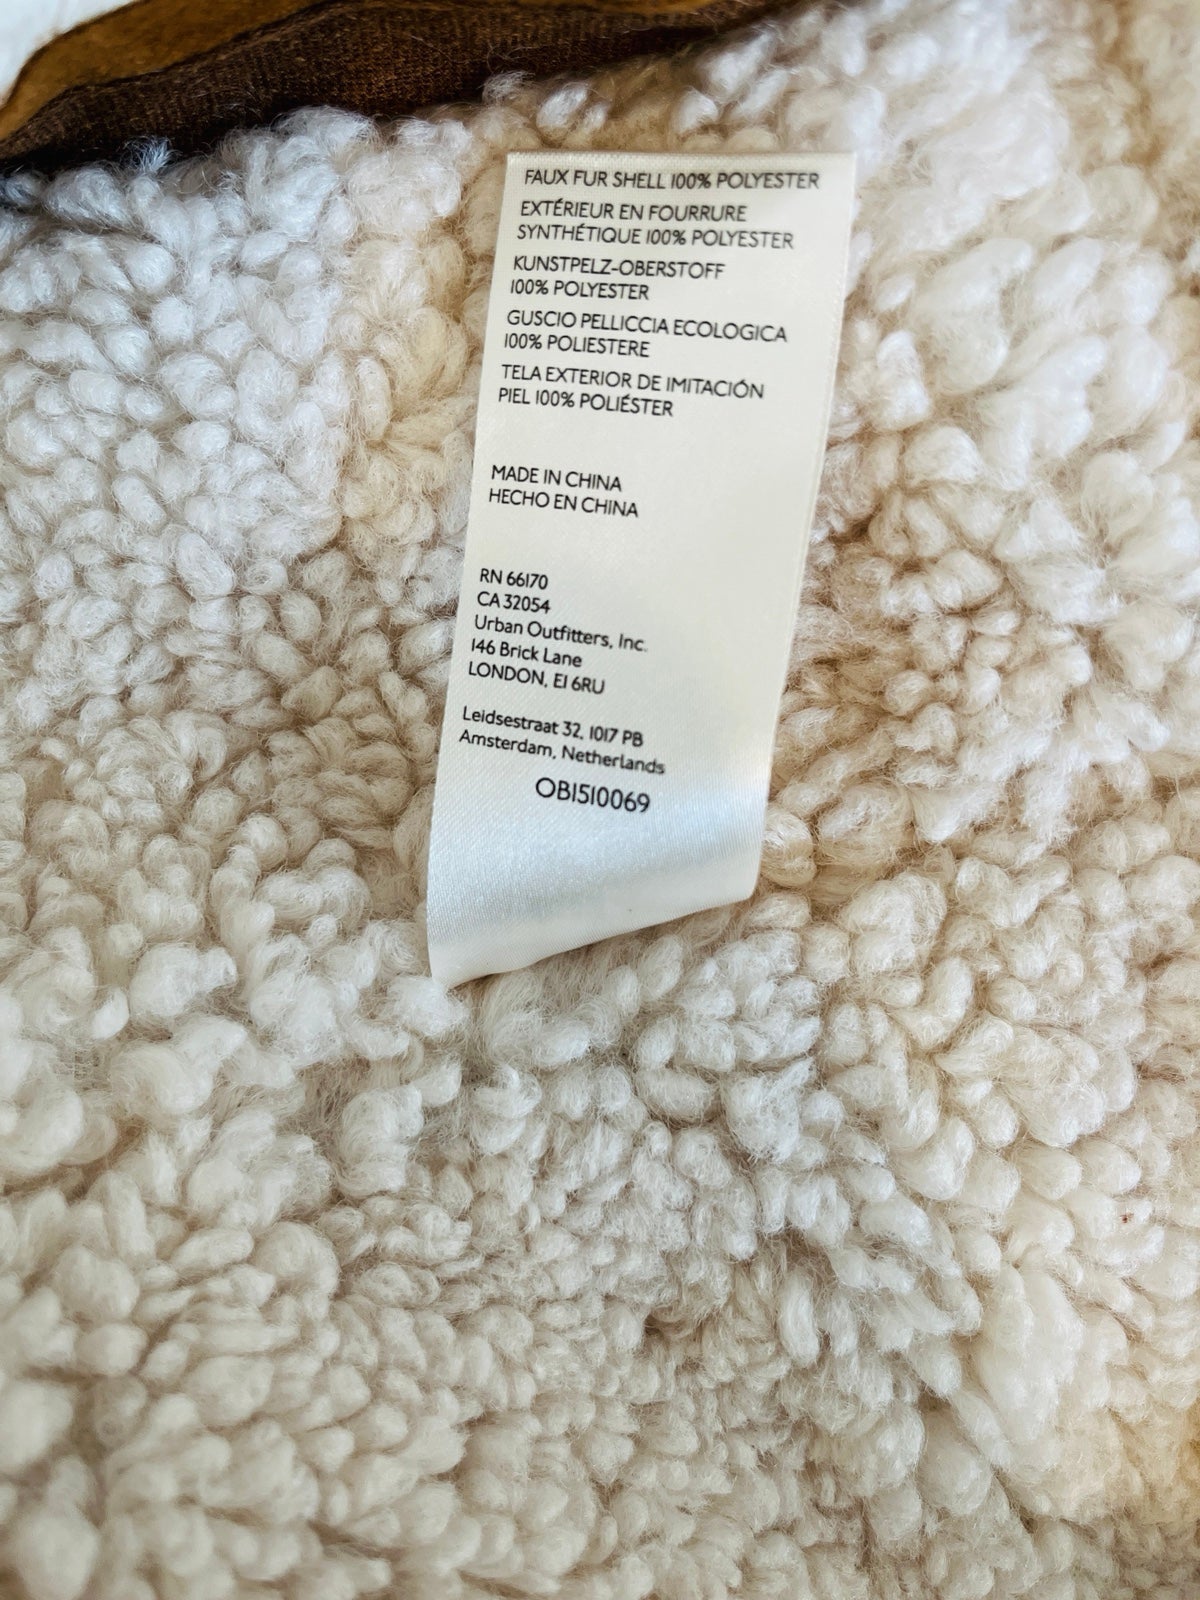 FAUX FUR SHELL 100% POLYESTER
EXTÉRIEUR EN FOURRURE
SYNTHÉTIQUE 100% POLYESTER
KUNSTPELZ-OBERSTOFF
100% POLYESTER
GUSCIO PELLICCIA ECOLOGICA
100% POLIESTERE
TELA EXTERIOR DE IMITACIÓN
PIEL 100% POLIÉSTER
MADE IN CHINA
HECHO EN CHINA
RN 66170
CA 32054
Urban Outfitters, Inc.
146 Brick Lane
LONDON, E1 6RU
Leidsestraat 32, 1017 PB
Amsterdam, Netherlands
OB1510069